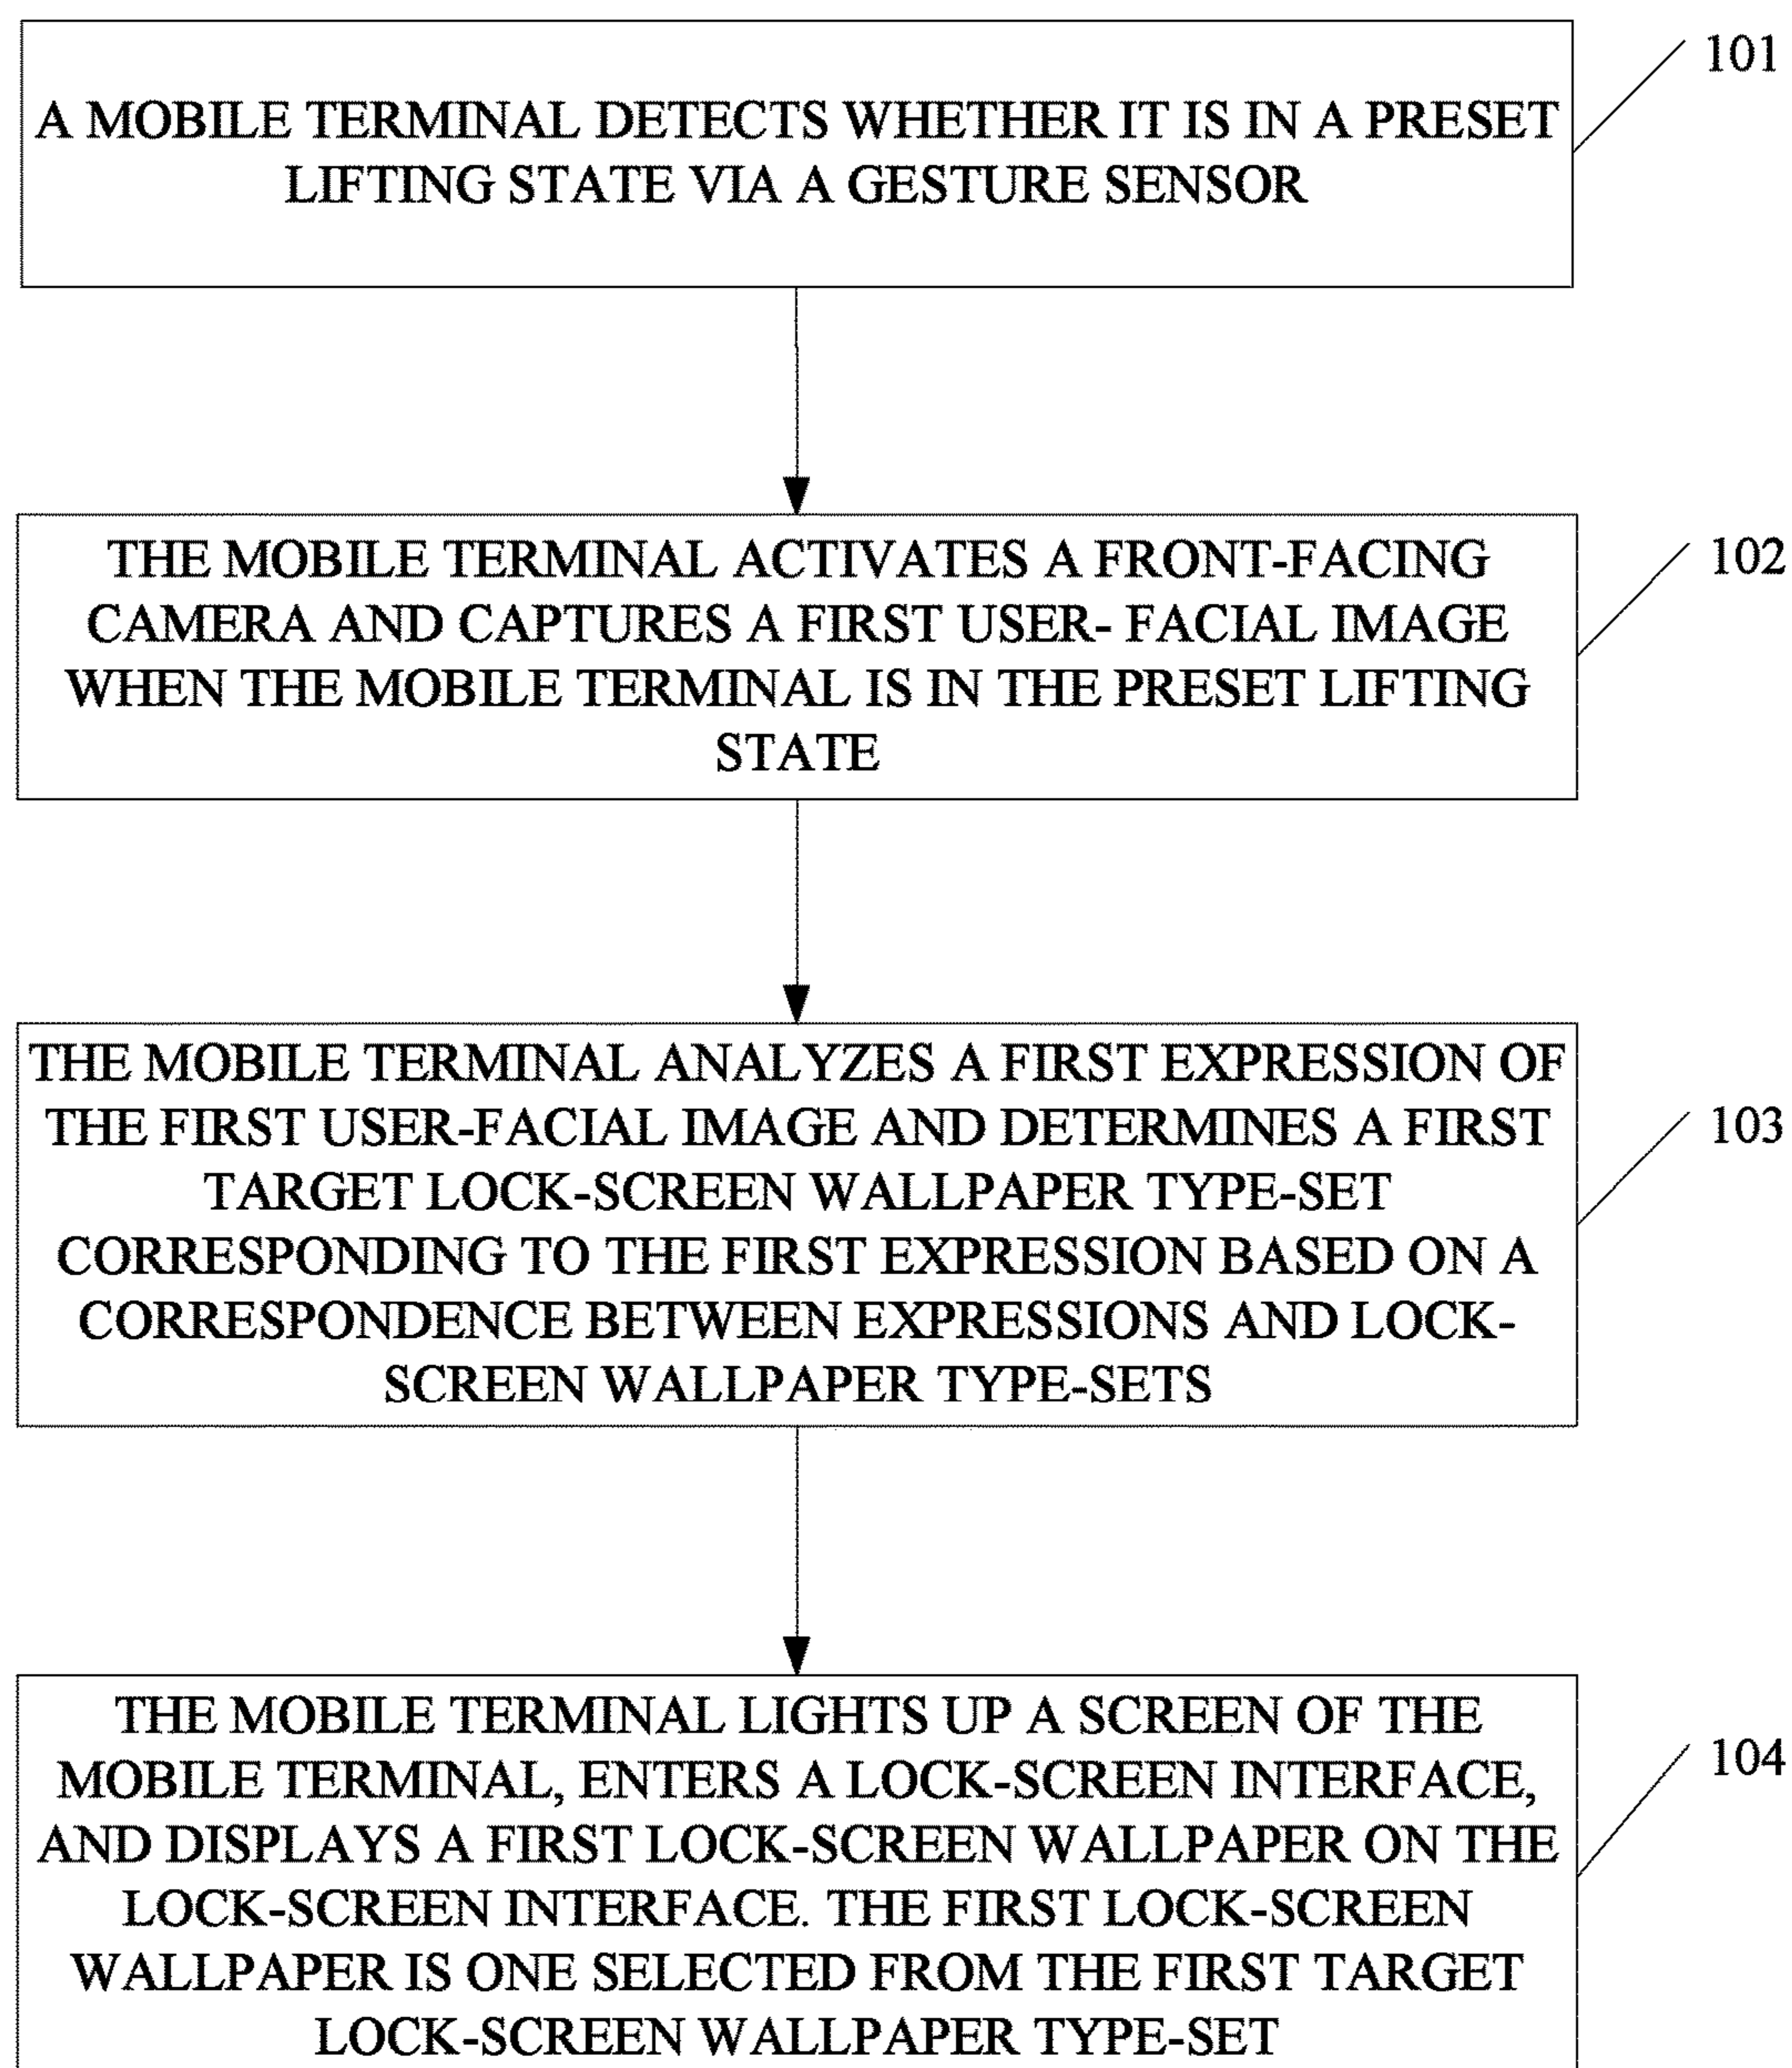 A MOBILE TERMINAL DETECTS WHETHER IT IS IN A PRESET
LIFTING STATE VIA A GESTURE SENSOR
101
THE MOBILE TERMINAL ACTIVATES A FRONT-FACING
CAMERA AND CAPTURES A FIRST USER- FACIAL IMAGE
WHEN THE MOBILE TERMINAL IS IN THE PRESET LIFTING
STATE
102
THE MOBILE TERMINAL ANALYZES A FIRST EXPRESSION OF
THE FIRST USER-FACIAL IMAGE AND DETERMINES A FIRST
TARGET LOCK-SCREEN WALLPAPER TYPE-SET
CORRESPONDING TO THE FIRST EXPRESSION BASED ON A
CORRESPONDENCE BETWEEN EXPRESSIONS AND LOCK-
SCREEN WALLPAPER TYPE-SETS
103
THE MOBILE TERMINAL LIGHTS UP A SCREEN OF THE
MOBILE TERMINAL, ENTERS A LOCK-SCREEN INTERFACE,
AND DISPLAYS A FIRST LOCK-SCREEN WALLPAPER ON THE
LOCK-SCREEN INTERFACE. THE FIRST LOCK-SCREEN
WALLPAPER IS ONE SELECTED FROM THE FIRST TARGET
LOCK-SCREEN WALLPAPER TYPE-SET
104